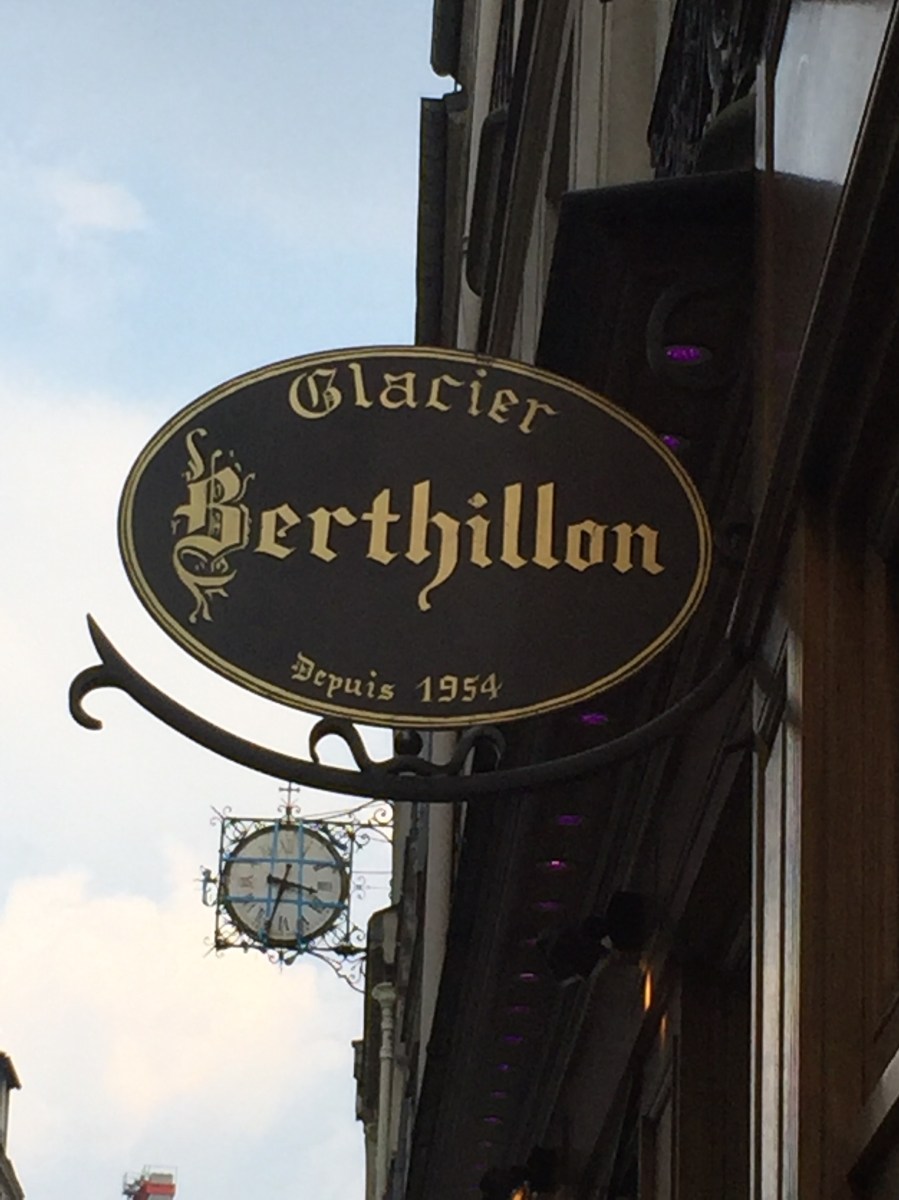 Glacier
Berthillon
Depuis 1954